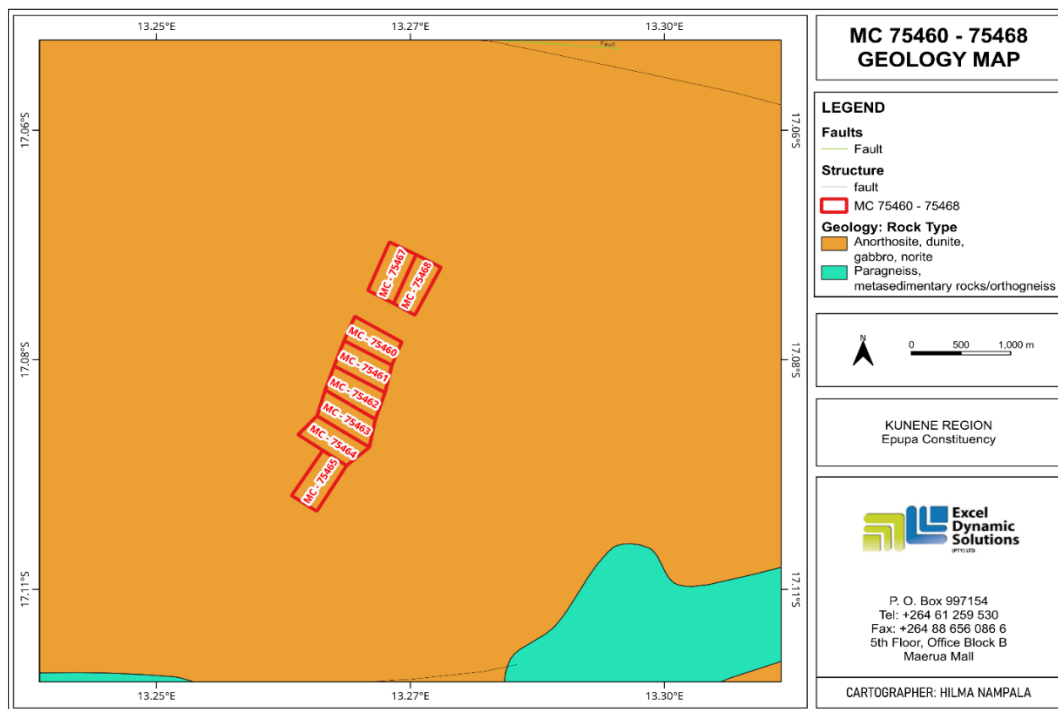 13.25°E 13.27°E 13.30°E
Fault
17.06°S 17.06°S
MC - 75467
MC - 75468
MC - 75460
17.08°S 17.08°S
MC - 75461
MC - 75462
MC - 75463
MC - 75464
MC - 75465
17.11°S 17.11°S
13.25°E 13.27°E 13.30°E
MC 75460 - 75468
GEOLOGY MAP
LEGEND
Faults
Fault
Structure
fault
MC 75460 - 75468
Geology: Rock Type
Anorthosite, dunite,
gabbro, norite
Paragneiss,
metasedimentary rocks/orthogneiss
N
0 500 1,000 m
KUNENE REGION
Epupa Constituency
Excel
Dynamic
Solutions
(PTY) LTD
P. O. Box 997154
Tel: +264 61 259 530
Fax: +264 88 656 086 6
5th Floor, Office Block B
Maerua Mall
CARTOGRAPHER: HILMA NAMPALA